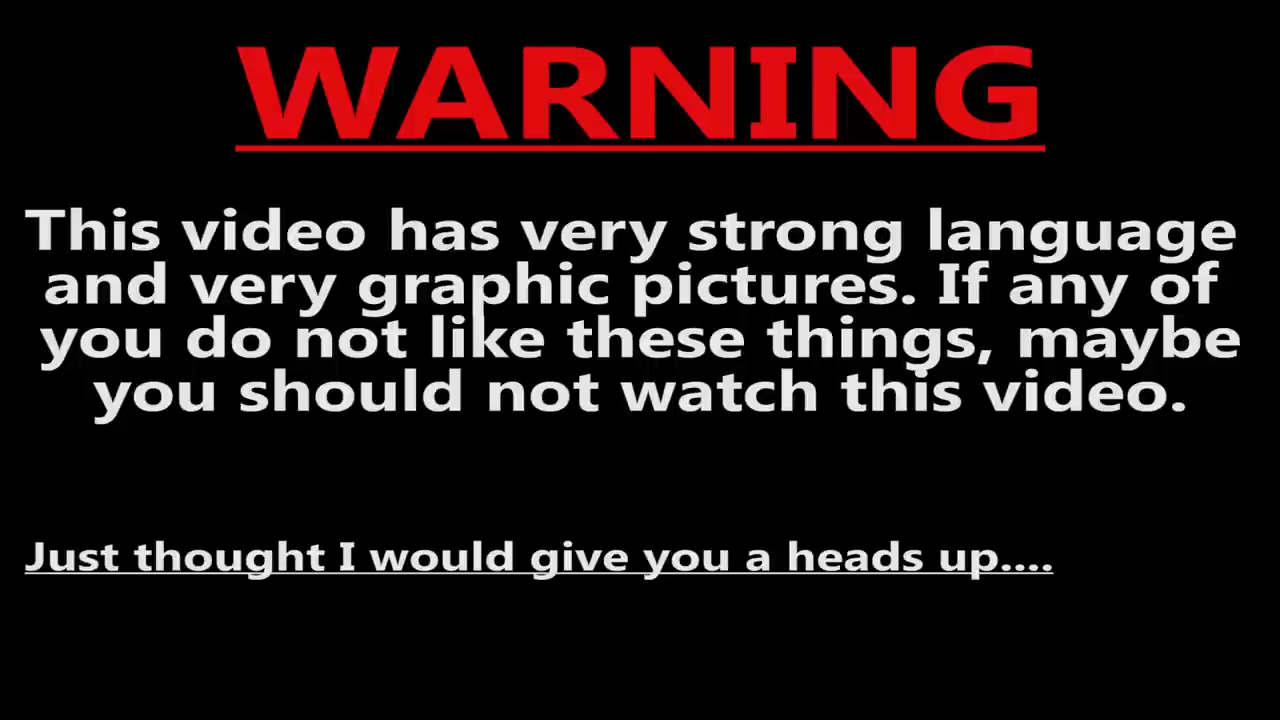 WARNING
This video has very strong language
and very graphic pictures. If any of
you do not like these things, maybe
you should not watch this video.
Just thought I would give you a heads up....